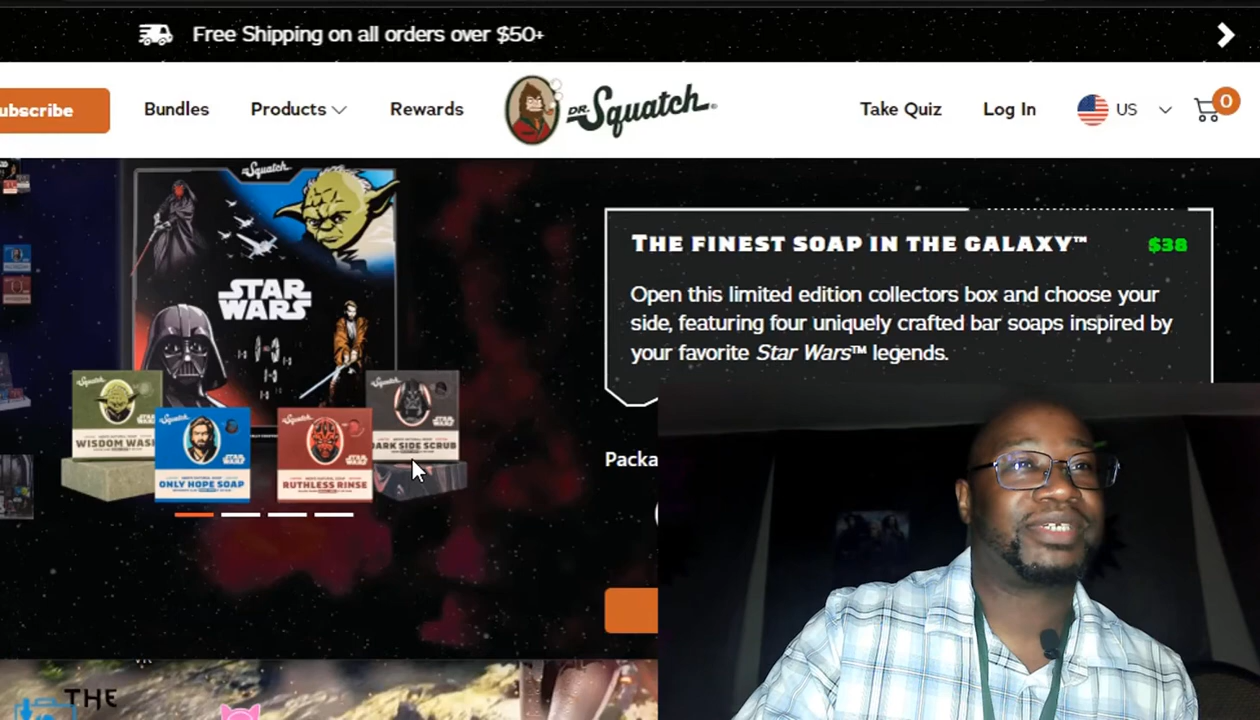 Free Shipping on all orders over $50+
ubscribe
Bundles
Products
Rewards
DR. Squatch
Take Quiz
Log In
US
0
Squatch
STAR
WARS
THE FINEST SOAP IN THE GALAXY™
$38
Open this limited edition collectors box and choose your
side, featuring four uniquely crafted bar soaps inspired by
your favorite Star Wars™ legends.
WISDOM WASH
ONLY HOPE SOAP
RUTHLESS RINSE
DARK SIDE SCRUB
Packa
THE